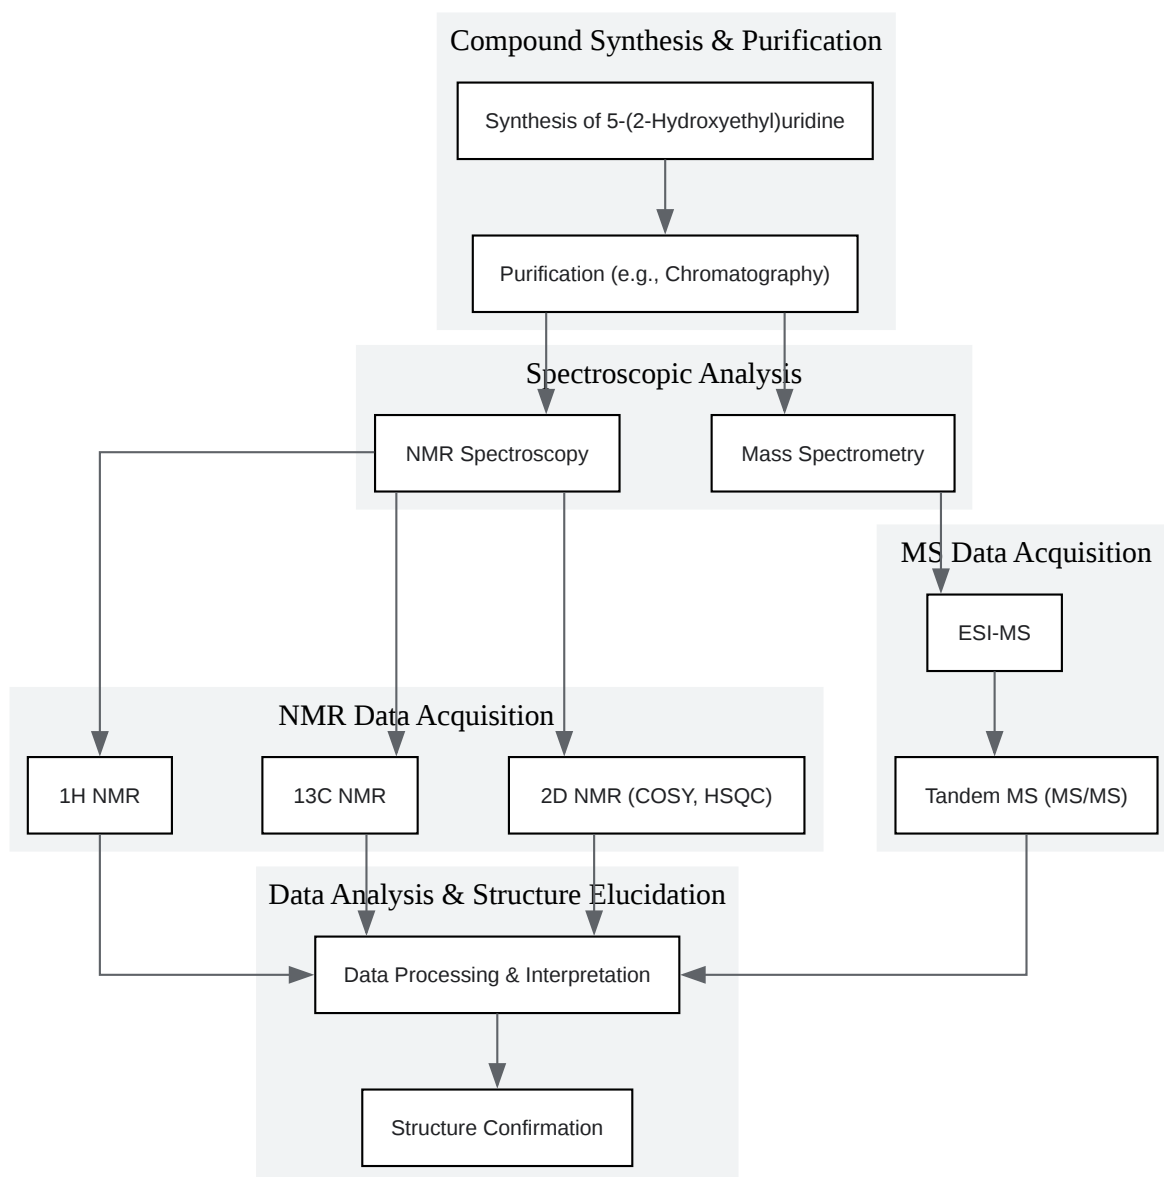 Compound Synthesis & Purification
Synthesis of 5-(2-Hydroxyethyl)uridine
Purification (e.g., Chromatography)
Spectroscopic Analysis
NMR Spectroscopy
Mass Spectrometry
MS Data Acquisition
ESI-MS
NMR Data Acquisition
1H NMR
13C NMR
2D NMR (COSY, HSQC)
Tandem MS (MS/MS)
Data Analysis & Structure Elucidation
Data Processing & Interpretation
Structure Confirmation